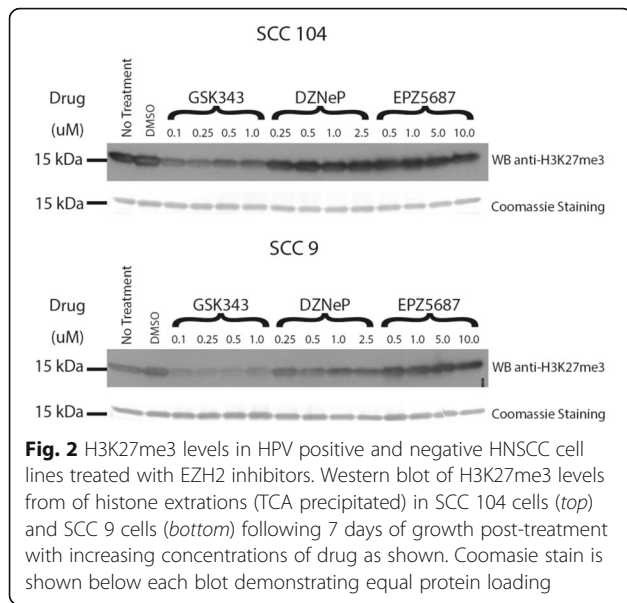 SCC 104
Drug
(uM)
No Treatment
DMSO
GSK343
DZNeP
EPZ5687
0.1 0.25 0.5 1.0 0.25 0.5 1.0 2.5 0.5 1.0 5.0 10.0
15 kDa
WB anti-H3K27me3
15 kDa
Coomassie Staining
SCC 9
Drug
(uM)
No Treatment
DMSO
GSK343
DZNeP
EPZ5687
0.1 0.25 0.5 1.0 0.25 0.5 1.0 2.5 0.5 1.0 5.0 10.0
15 kDa
WB anti-H3K27me3
15 kDa
Coomassie Staining
Fig. 2 H3K27me3 levels in HPV positive and negative HNSCC cell
lines treated with EZH2 inhibitors. Western blot of H3K27me3 levels
from of histone extrations (TCA precipitated) in SCC 104 cells (top)
and SCC 9 cells (bottom) following 7 days of growth post-treatment
with increasing concentrations of drug as shown. Coomasie stain is
shown below each blot demonstrating equal protein loading